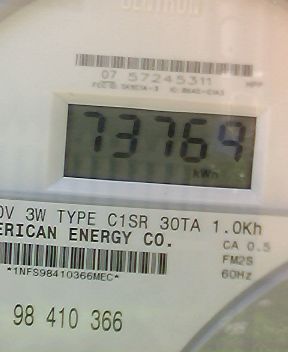 CENTRON
07 57245311
73769
kWh
0V 3W TYPE C1SR 30TA 1.0Kh
ERICAN ENERGY CO.
CA 0.5
FM2S
60Hz
*1NFS98410366MEC*
98 410 366